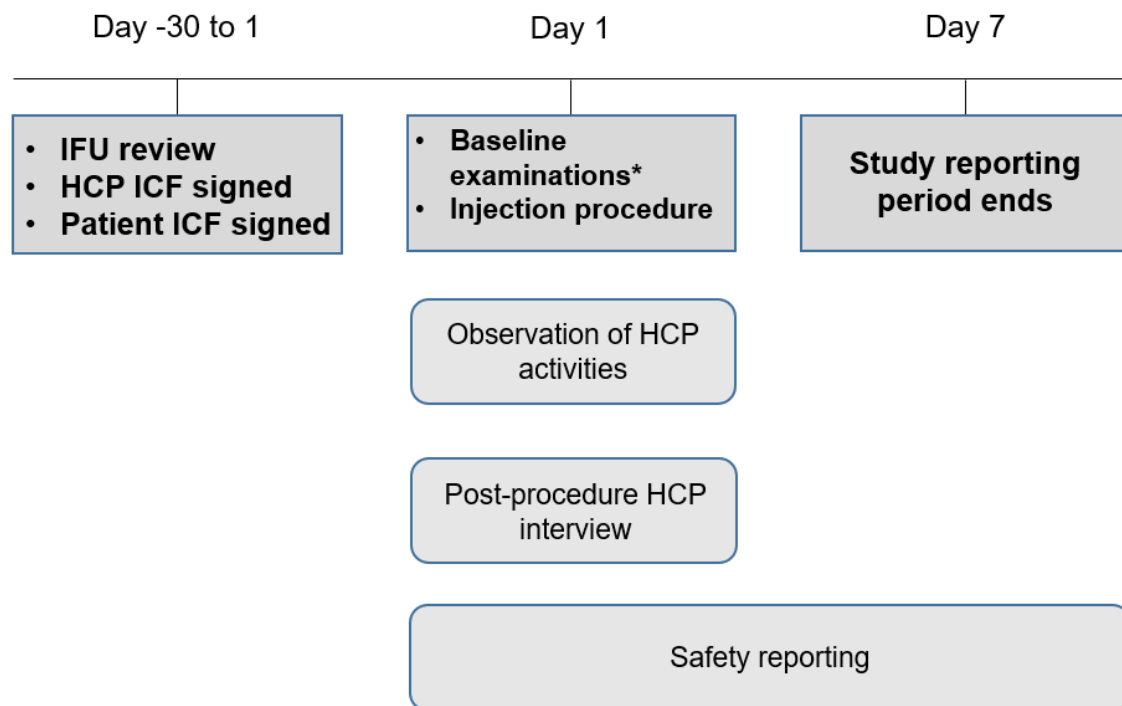 Day -30 to 1
Day 1
Day 7
• IFU review
• HCP ICF signed
• Patient ICF signed
• Baseline
examinations*
• Injection procedure
Study reporting
period ends
Observation of HCP
activities
Post-procedure HCP
interview
Safety reporting